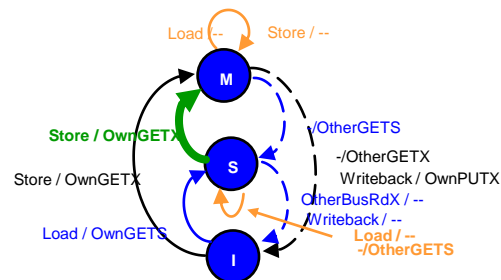 Load / --
Store / --
M
-/OtherGETS
Store / OwnGETX
-/OtherGETX
S
Store / OwnGETX
Writeback / OwnPUTX
OtherBusRdX / --
Writeback / --
Load / OwnGETS
Load / --
-/OtherGETS
I